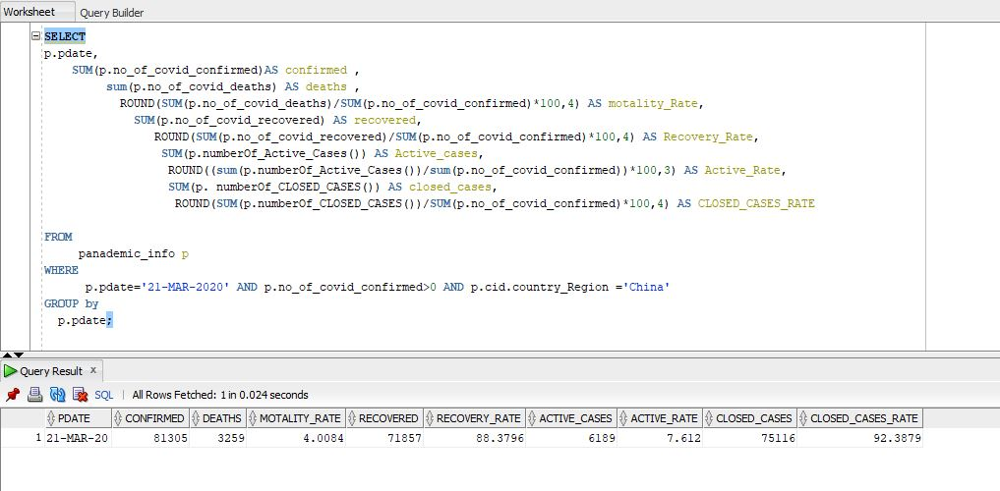 Worksheet Query Builder
SELECT
p.pdate,
SUM(p.no_of_covid_confirmed)AS confirmed ,
sum(p.no_of_covid_deaths) AS deaths ,
ROUND(SUM(p.no_of_covid_deaths)/SUM(p.no_of_covid_confirmed)*100,4) AS motality_Rate,
SUM(p.no_of_covid_recovered) AS recovered,
ROUND(SUM(p.no_of_covid_recovered)/SUM(p.no_of_covid_confirmed)*100,4) AS Recovery_Rate,
SUM(p.numberOf_Active_Cases()) AS Active_cases,
ROUND((sum(p.numberOf_Active_Cases())/sum(p.no_of_covid_confirmed))*100,3) AS Active_Rate,
SUM(p. numberOf_CLOSED_CASES()) AS closed_cases,
ROUND(SUM(p.numberOf_CLOSED_CASES())/SUM(p.no_of_covid_confirmed)*100,4) AS CLOSED_CASES_RATE
FROM
panademic_info p
WHERE
p.pdate='21-MAR-2020' AND p.no_of_covid_confirmed>0 AND p.cid.country_Region ='China'
GROUP by
p.pdate;
Query Result x
SQL | All Rows Fetched: 1 in 0.024 seconds
PDATE CONFIRMED DEATHS MOTALITY_RATE RECOVERED RECOVERY_RATE ACTIVE_CASES ACTIVE_RATE CLOSED_CASES CLOSED_CASES_RATE
1 21-MAR-20 81305 3259 4.0084 71857 88.3796 6189 7.612 75116 92.3879